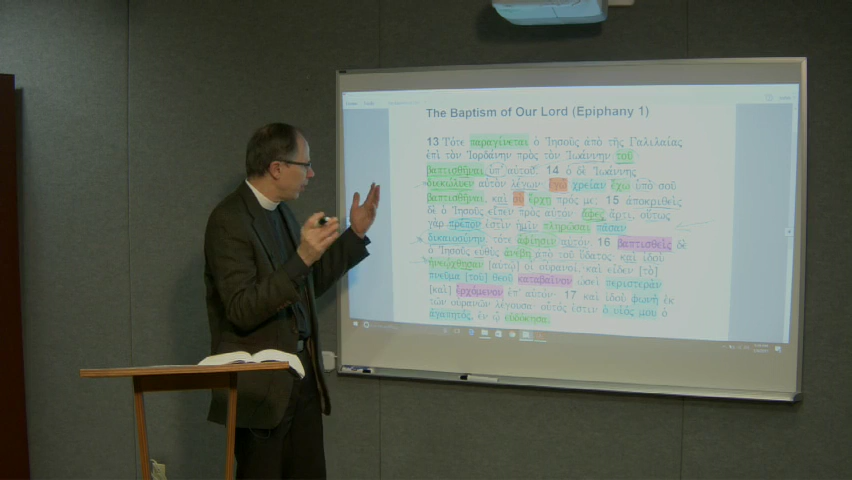 The Baptism of Our Lord (Epiphany 1)
13 Τότε παραγίνεται ὁ Ἰησοῦς ἀπὸ τῆς Γαλιλαίας
ἐπὶ τὸν Ἰορδάνην πρὸς τὸν Ἰωάννην τοῦ
βαπτισθῆναι ὑπ' αὐτοῦ. 14 ὁ δὲ Ἰωάννης
διεκώλυεν αὐτὸν λέγων· ἐγὼ χρείαν ἔχω ὑπὸ σοῦ
βαπτισθῆναι, καὶ σὺ ἔρχῃ πρός με; 15 ἀποκριθεὶς
δὲ ὁ Ἰησοῦς εἶπεν πρὸς αὐτόν· ἄφες ἄρτι, οὕτως
γὰρ πρέπον ἐστὶν ἡμῖν πληρῶσαι πᾶσαν
δικαιοσύνην. τότε ἀφίησιν αὐτόν. 16 βαπτισθεὶς δὲ
ὁ Ἰησοῦς εὐθὺς ἀνέβη ἀπὸ τοῦ ὕδατος· καὶ ἰδοὺ
ἠνεῴχθησαν [αὐτῷ] οἱ οὐρανοί, καὶ εἶδεν [τὸ]
πνεῦμα [τοῦ] θεοῦ καταβαῖνον ὡσεὶ περιστερὰν
[καὶ] ἐρχόμενον ἐπ' αὐτόν· 17 καὶ ἰδοὺ φωνὴ ἐκ
τῶν οὐρανῶν λέγουσα· οὗτός ἐστιν ὁ υἱός μου ὁ
ἀγαπητός, ἐν ᾧ εὐδόκησα.